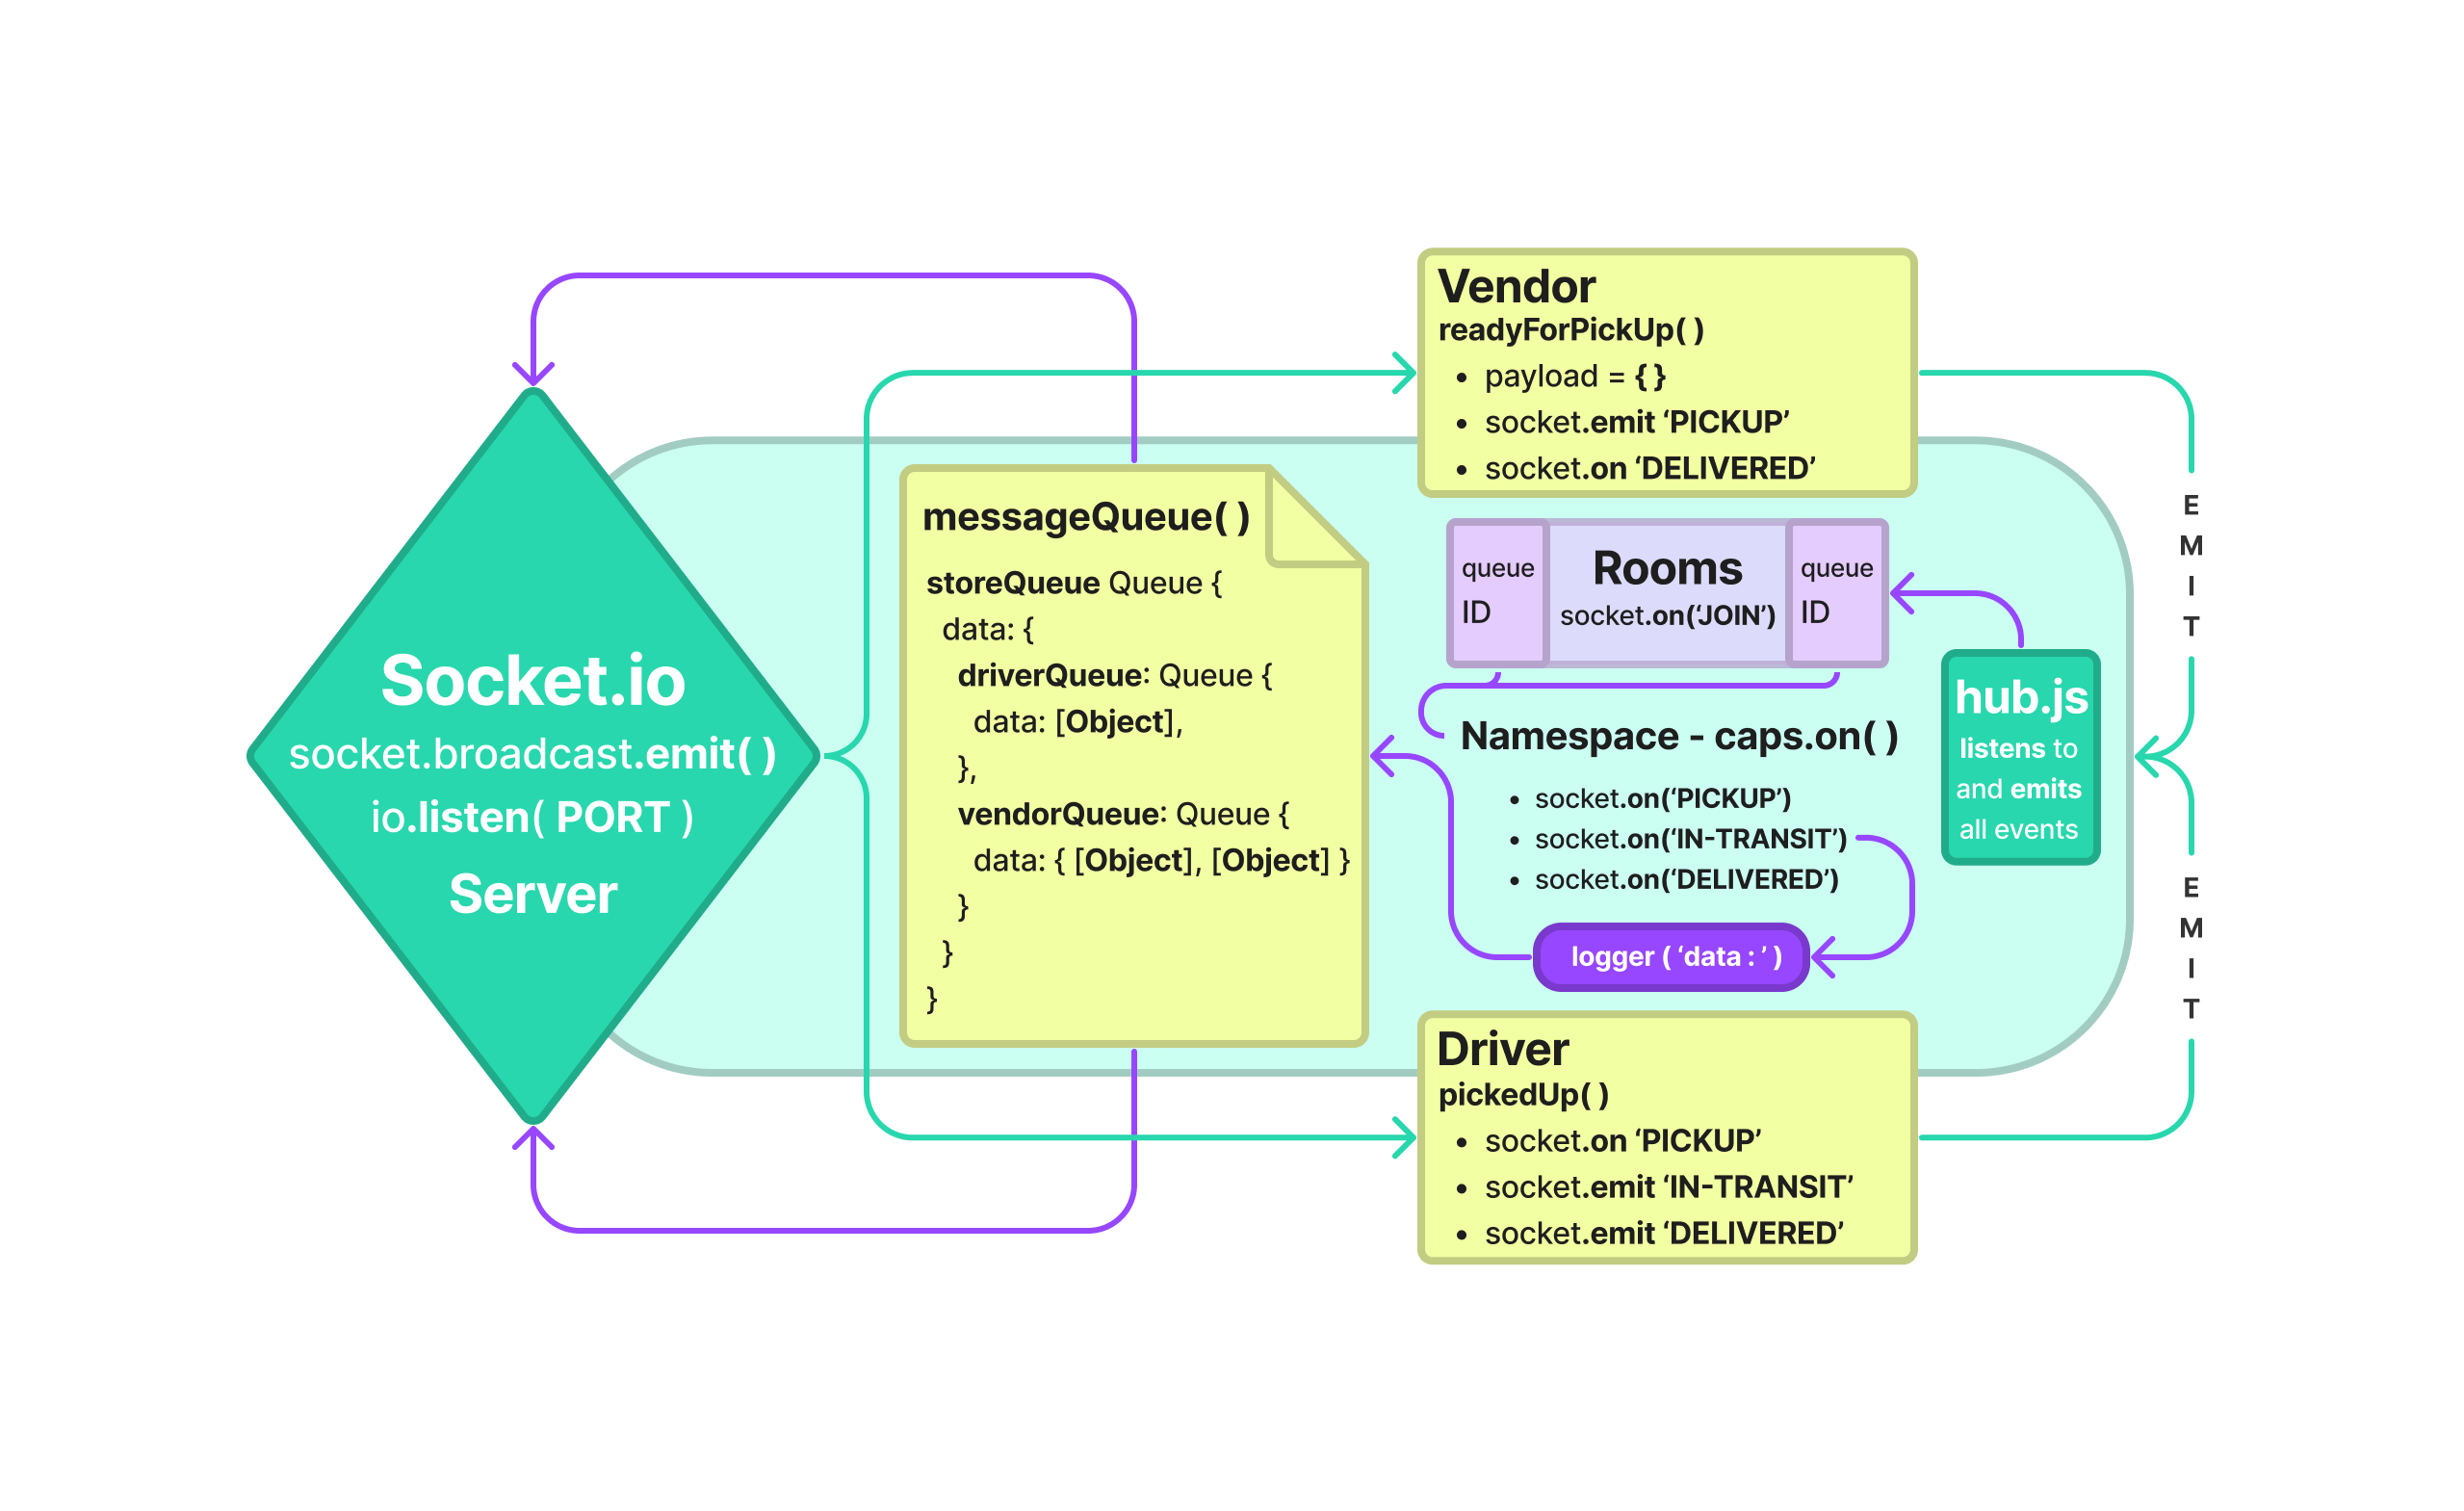 Socket.io
socket.broadcast.emit( )
io.listen( PORT )
Server
messageQueue( )
storeQueue Queue {
data: {
driverQueue: Queue {
data: [Object],
},
vendorQueue: Queue {
data: { [Object], [Object] }
}
}
}
Vendor
readyForPickUp( )
• payload = { }
• socket.emit ‘PICKUP’
• socket.on ‘DELIVERED’
queue
ID
Rooms
socket.on(‘JOIN’)
queue
ID
Namespace - caps.on( )
• socket.on(‘PICKUP’)
• socket.on(‘IN-TRANSIT’)
• socket.on(‘DELIVERED’)
logger ( ‘data : ’ )
Driver
pickedUp( )
• socket.on ‘PICKUP’
• socket.emit ‘IN-TRANSIT’
• socket.emit ‘DELIVERED’
hub.js
listens to
and emits
all events
E
M
I
T
E
M
I
T